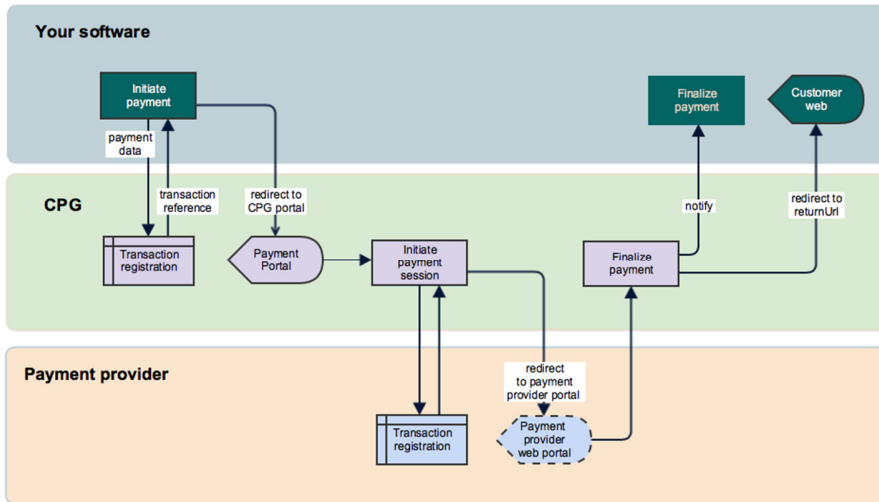 Your software
Initiate
payment
Finalize
payment
Customer
web
payment
data
transaction
reference
redirect to
CPG portal
notify
redirect to
returnUrl
CPG
Transaction
registration
Payment
Portal
Initiate
payment
session
Finalize
payment
Payment provider
redirect
to payment
provider portal
Transaction
registration
Payment
provider
web portal